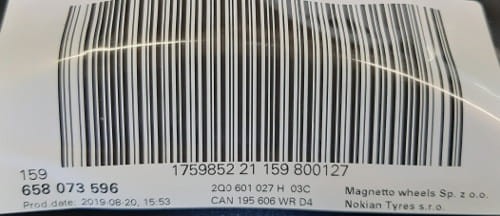 159 1759852 21 159 800127
658 073 596 2Q0 601 027 H 03C Magnetto wheels Sp. z o.o.
Prod.date: 2019-08-20, 15:53 CAN 195 606 WR D4 Nokian Tyres s.r.o.